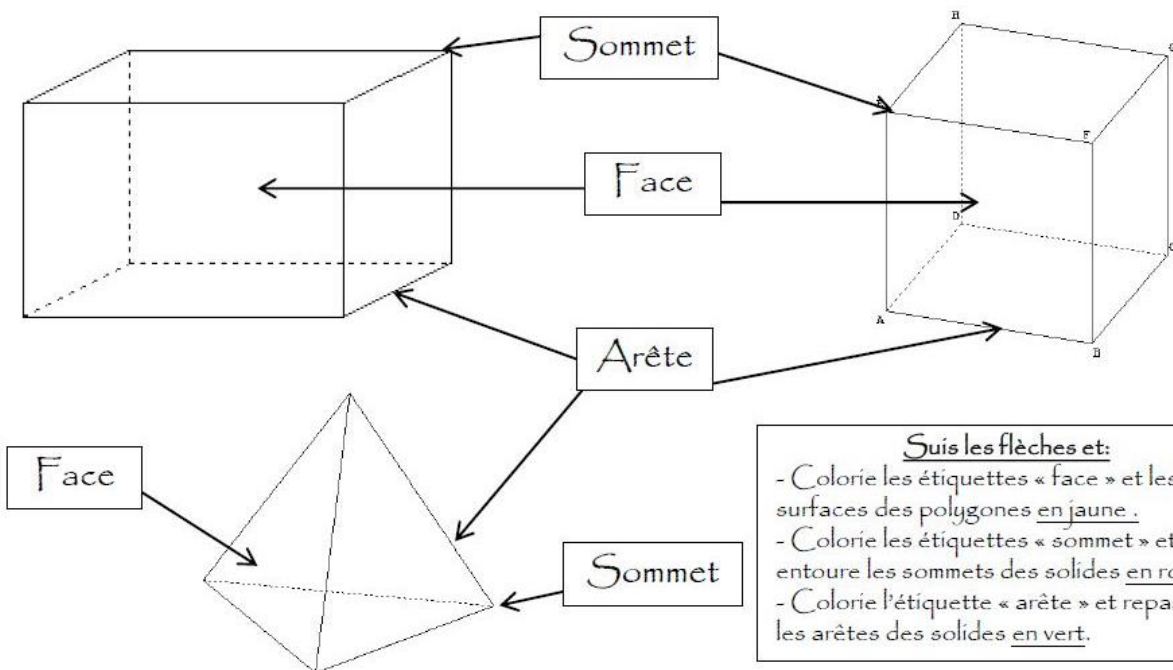 Sommet
H
G
E
F
Face
D
C
A
B
Arête
Face
Sommet
Suis les flèches et:
- Colorie les étiquettes « face » et les
surfaces des polygones en jaune .
- Colorie les étiquettes « sommet » et
entoure les sommets des solides en
- Colorie l'étiquette « arête » et
les arêtes des solides en vert.